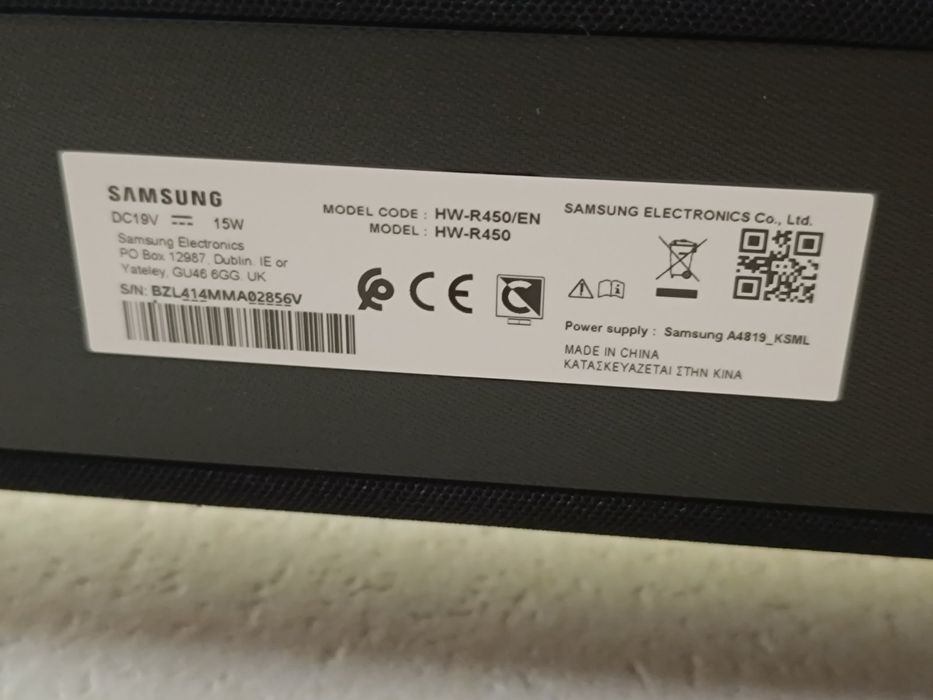 SAMSUNG
DC19V 15W
Samsung Electronics
PO Box 12987, Dublin. IE or
Yateley, GU46 6GG. UK
S/N: BZL414MMA02856V
MODEL CODE : HW-R450/EN
MODEL : HW-R450
CE
SAMSUNG ELECTRONICS Co., Ltd.
Power supply : Samsung A4819_KSML
MADE IN CHINA
ΚΑΤΑΣΚΕΥΑΖΕΤΑΙ ΣΤΗΝ ΚΙΝΑ